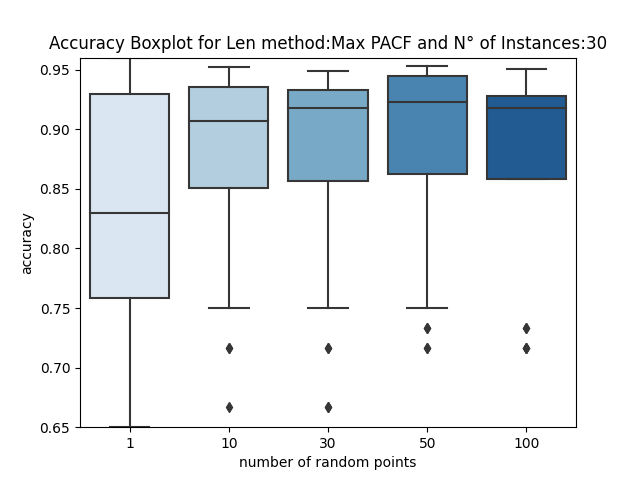 Accuracy Boxplot for Len method:Max PACF and N° of Instances:30
0.95
0.90
0.85
0.80
0.75
0.70
0.65
accuracy
1 10 30 50 100
number of random points